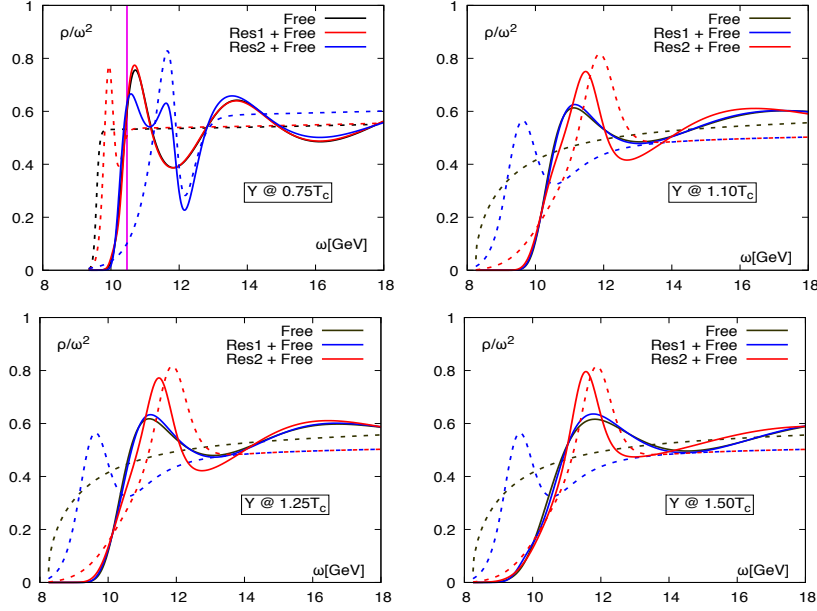 ρ/ω²
Free
Res1 + Free
Res2 + Free
1
0.8
0.6
0.4
0.2
0
Y @ 0.75T_c
ω[GeV]
8 10 12 14 16 18
ρ/ω²
Free
Res1 + Free
Res2 + Free
1
0.8
0.6
0.4
0.2
0
Y @ 1.10T_c
ω[GeV]
8 10 12 14 16 18
ρ/ω²
Free
Res1 + Free
Res2 + Free
1
0.8
0.6
0.4
0.2
0
Y @ 1.25T_c
ω[GeV]
8 10 12 14 16 18
ρ/ω²
Free
Res1 + Free
Res2 + Free
1
0.8
0.6
0.4
0.2
0
Y @ 1.50T_c
ω[GeV]
8 10 12 14 16 18